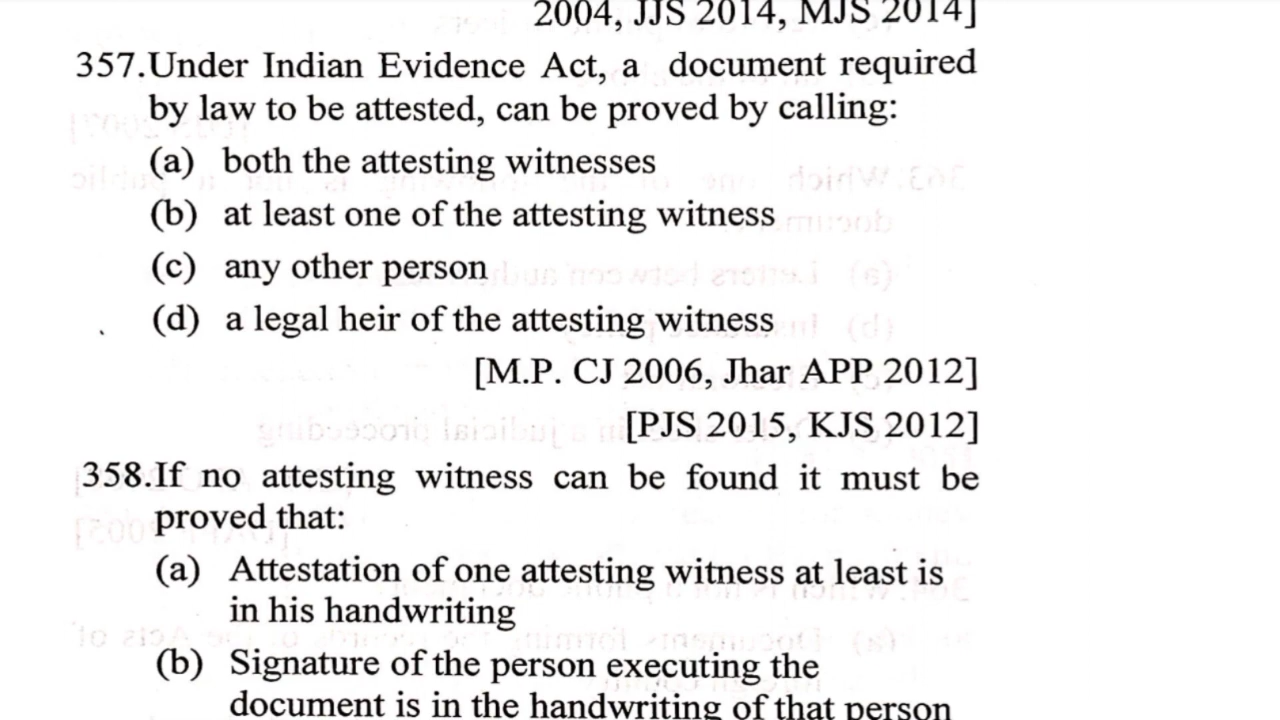 2004, JJS 2014, MJS 2014]
357.Under Indian Evidence Act, a document required
by law to be attested, can be proved by calling:
(a) both the attesting witnesses
(b) at least one of the attesting witness
(c) any other person
(d) a legal heir of the attesting witness
[M.P. CJ 2006, Jhar APP 2012]
[PJS 2015, KJS 2012]
358.If no attesting witness can be found it must be
proved that:
(a) Attestation of one attesting witness at least is
in his handwriting
(b) Signature of the person executing the
document is in the handwriting of that person